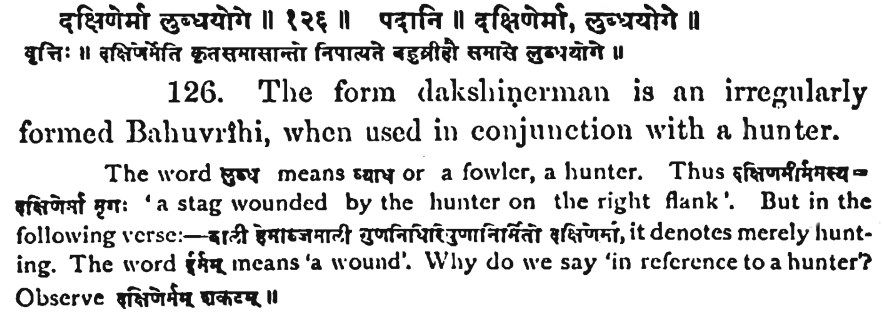 दक्षिणेर्मा लुब्धयोगे ॥ १२६ ॥ पदानि ॥ दक्षिणेर्मा, लुब्धयोगे ॥
वृत्तिः ॥ दक्षिणेर्मेति कृतसमासान्तो निपात्यते बहुव्रीहौ समासे लुब्धयोगे ॥
126. The form dakshiṇerman is an irregularly
formed Bahuvrîhi, when used in conjunction with a hunter.
The word लुब्ध means व्याध or a fowler, a hunter. Thus दक्षिणमीर्ममस्य =
दक्षिणेर्मा मृगः 'a stag wounded by the hunter on the right flank'. But in the
following verse:— हेमाब्जमाली दक्षिणेर्मा, it denotes merely hunt-
ing. The word ईर्मम् means 'a wound'. Why do we say 'in reference to a hunter'?
Observe दक्षिणेर्मम् शकटम् ॥